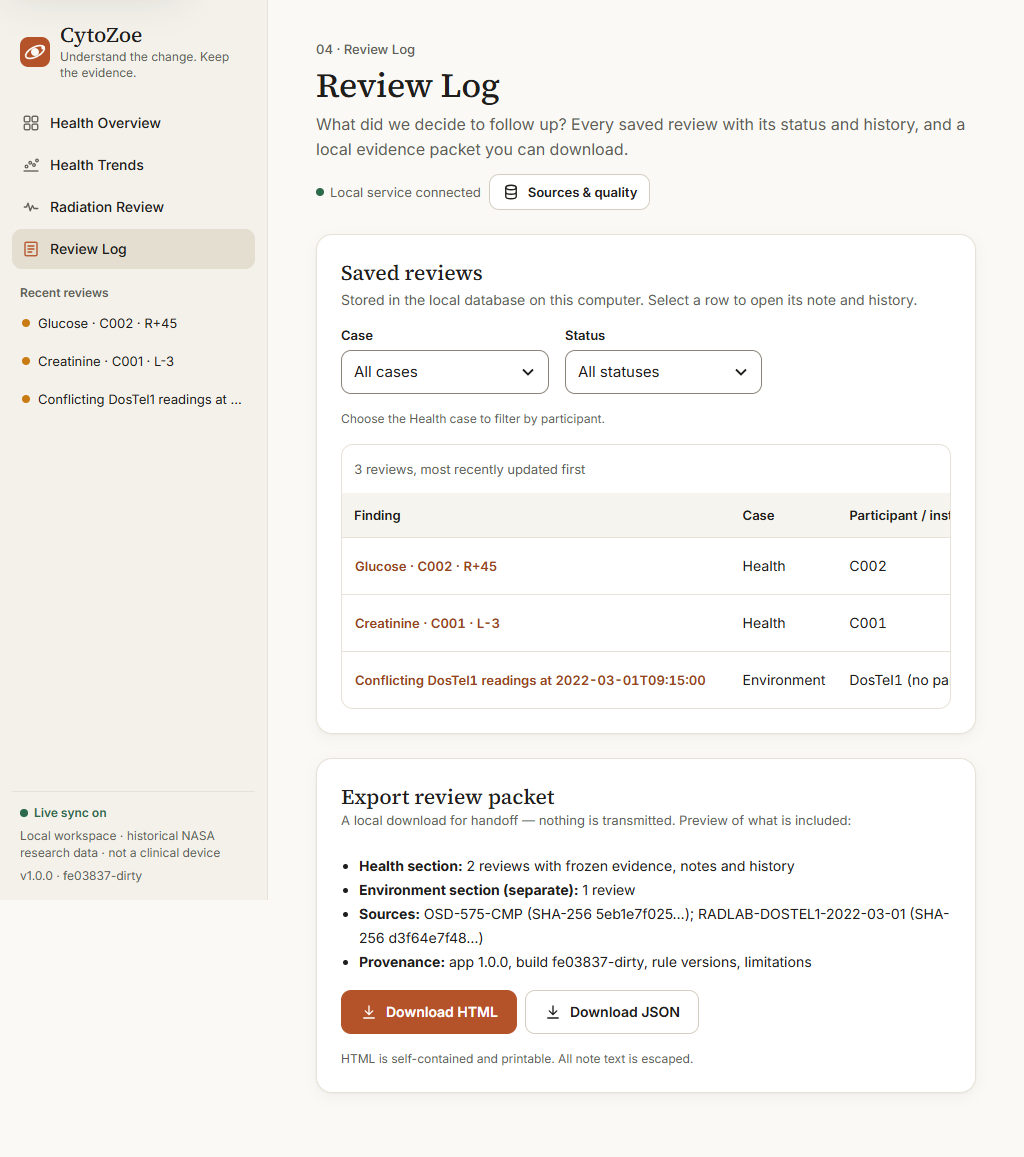 CytoZoe
Understand the change. Keep
the evidence.
Health Overview
Health Trends
Radiation Review
Review Log
Recent reviews
Glucose · C002 · R+45
Creatinine · C001 · L-3
Conflicting DosTel1 readings at ...
Live sync on
Local workspace · historical NASA
research data · not a clinical device
v1.0.0 · fe03837-dirty
04 · Review Log
Review Log
What did we decide to follow up? Every saved review with its status and history, and a
local evidence packet you can download.
Local service connected
Sources & quality
Saved reviews
Stored in the local database on this computer. Select a row to open its note and history.
Case Status
All cases All statuses
Choose the Health case to filter by participant.
3 reviews, most recently updated first
Finding Case Participant / inst
Glucose · C002 · R+45 Health C002
Creatinine · C001 · L-3 Health C001
Conflicting DosTel1 readings at 2022-03-01T09:15:00 Environment DosTel1 (no pa
Export review packet
A local download for handoff — nothing is transmitted. Preview of what is included:
• Health section: 2 reviews with frozen evidence, notes and history
• Environment section (separate): 1 review
• Sources: OSD-575-CMP (SHA-256 5eb1e7f025…); RADLAB-DOSTEL1-2022-03-01 (SHA-
256 d3f64e7f48…)
• Provenance: app 1.0.0, build fe03837-dirty, rule versions, limitations
Download HTML Download JSON
HTML is self-contained and printable. All note text is escaped.